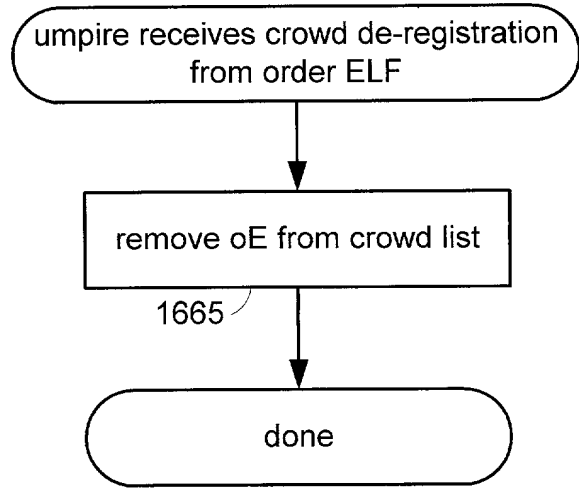 umpire receives crowd de-registration
from order ELF
remove oE from crowd list
1665
done